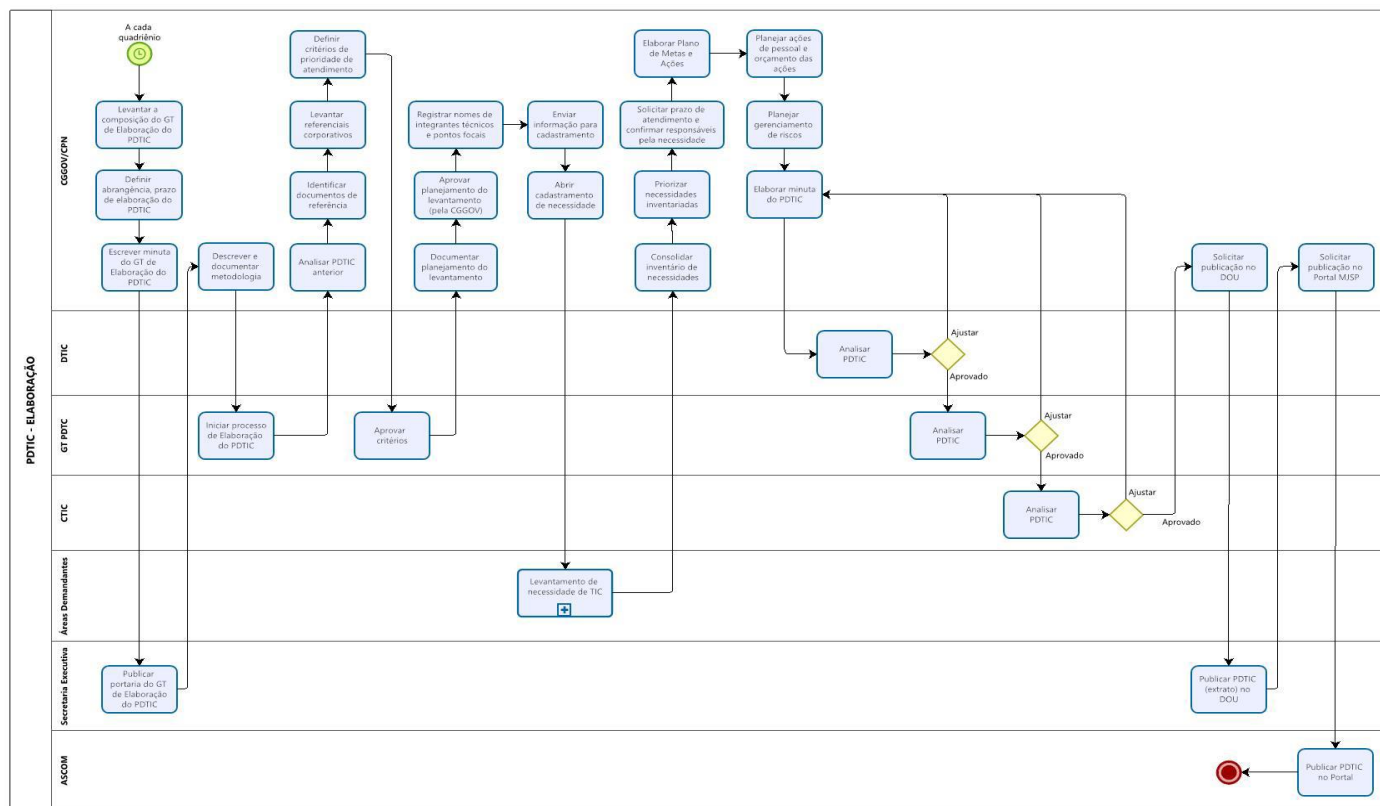 PDTIC - ELABORAÇÃO
CGGOV/CPN
A cada
quadriênio
Levantar a
composição do GT
de Elaboração do
PDTIC
Definir
abrangência, prazo
de elaboração do
PDTIC
Escrever minuta
do GT de
Elaboração do
PDTIC
Descrever e
documentar
metodologia
Definir
critérios de
prioridade de
atendimento
Levantar
referenciais
corporativos
Identificar
documentos de
referência
Analisar PDTIC
anterior
Registrar nomes de
integrantes técnicos
e pontos focais
Aprovar
planejamento do
levantamento
(pela CGGOV)
Documentar
planejamento do
levantamento
Enviar
informação para
cadastramento
Abrir
cadastramento
de necessidade
Elaborar Plano
de Metas e
Ações
Solicitar prazo de
atendimento e
confirmar responsáveis
pela necessidade
Priorizar
necessidades
inventariadas
Consolidar
inventário de
necessidades
Planejar ações
de pessoal e
orçamento das
ações
Planejar
gerenciamento
de riscos
Elaborar minuta
do PDTIC
Solicitar
publicação no
DOU
Solicitar
publicação no
Portal MJSP
DTIC
Analisar
PDTIC
Ajustar
Aprovado
GT PDTC
Iniciar processo
de Elaboração
do PDTIC
Aprovar
critérios
Analisar
PDTIC
Ajustar
Aprovado
CTIC
Analisar
PDTIC
Ajustar
Aprovado
Áreas Demandantes
Levantamento de
necessidade de TIC
Secretaria Executiva
Publicar
portaria do GT
de Elaboração
do PDTIC
Publicar PDTIC
(extrato) no
DOU
ASCOM
Publicar PDTIC
no Portal